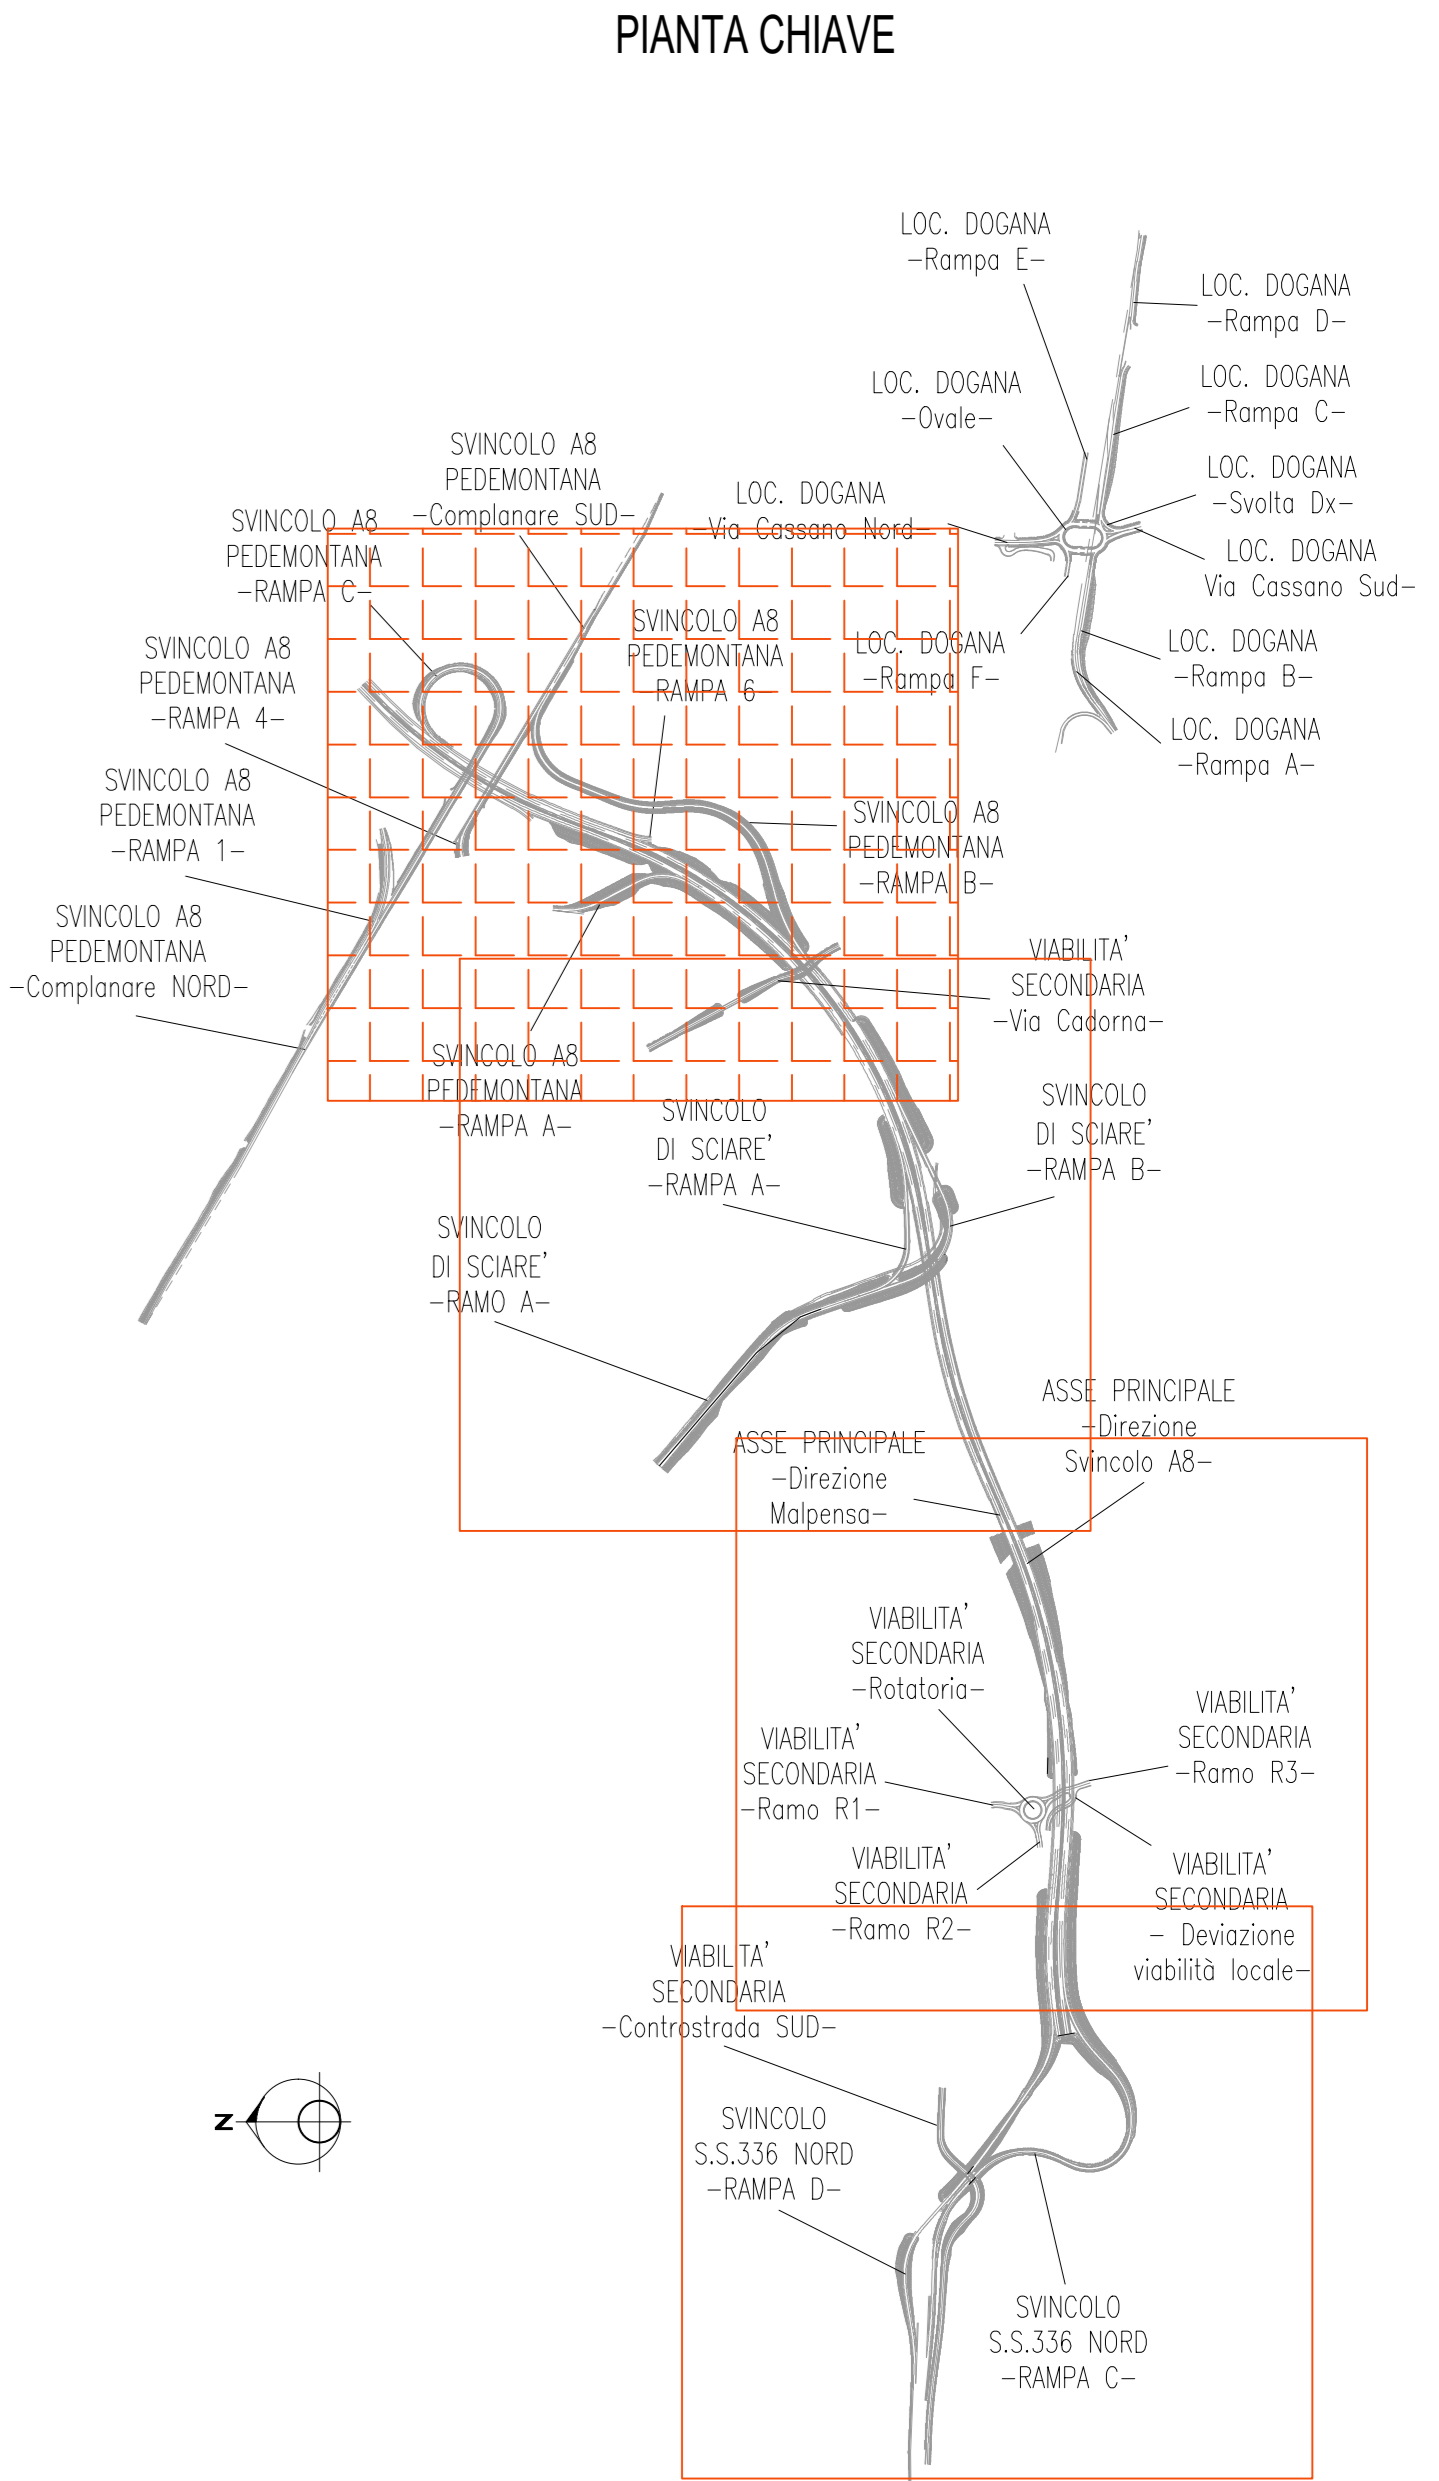 PIANTA CHIAVE
LOC. DOGANA
-Rampa E-
LOC. DOGANA
-Rampa D-
LOC. DOGANA
-Ovale-
LOC. DOGANA
-Rampa C-
SVINCOLO A8
PEDEMONTANA
-Complanare SUD-
LOC. DOGANA
-Svolta Dx-
LOC. DOGANA
-Via Cassano Nord-
SVINCOLO A8
PEDEMONTANA
-RAMPA C-
LOC. DOGANA
Via Cassano Sud-
SVINCOLO A8
PEDEMONTANA
-RAMPA 6-
LOC. DOGANA
-Rampa F-
LOC. DOGANA
-Rampa B-
SVINCOLO A8
PEDEMONTANA
-RAMPA 4-
LOC. DOGANA
-Rampa A-
SVINCOLO A8
PEDEMONTANA
-RAMPA 1-
SVINCOLO A8
PEDEMONTANA
-RAMPA B-
SVINCOLO A8
PEDEMONTANA
-Complanare NORD-
VIABILITA'
SECONDARIA
-Via Cadorna-
SVINCOLO A8
PEDEMONTANA
-RAMPA A-
SVINCOLO
DI SCIARE'
-RAMPA A-
SVINCOLO
DI SCIARE'
-RAMPA B-
SVINCOLO
DI SCIARE'
-RAMO A-
ASSE PRINCIPALE
-Direzione
Svincolo A8-
ASSE PRINCIPALE
-Direzione
Malpensa-
VIABILITA'
SECONDARIA
-Rotatoria-
VIABILITA'
SECONDARIA
-Ramo R3-
VIABILITA'
SECONDARIA
-Ramo R1-
VIABILITA'
SECONDARIA
-Ramo R2-
VIABILITA'
SECONDARIA
- Deviazione
viabilità locale-
VIABILITA'
SECONDARIA
-Controstrada SUD-
N
SVINCOLO
S.S.336 NORD
-RAMPA D-
SVINCOLO
S.S.336 NORD
-RAMPA C-